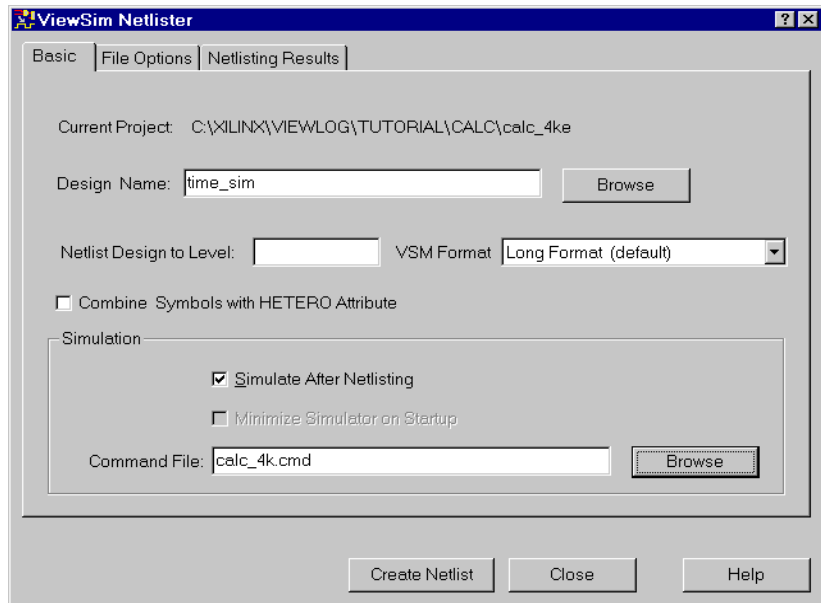 ViewSim Netlister
Basic File Options Netlisting Results
Current Project: C:\XILINX\VIEWLOG\TUTORIAL\CALC\calc_4ke
Design Name: time_sim Browse
Netlist Design to Level: VSM Format Long Format (default)
Combine Symbols with HETERO Attribute
Simulation
Simulate After Netlisting
Minimize Simulator on Startup
Command File: calc_4k.cmd Browse
Create Netlist Close Help